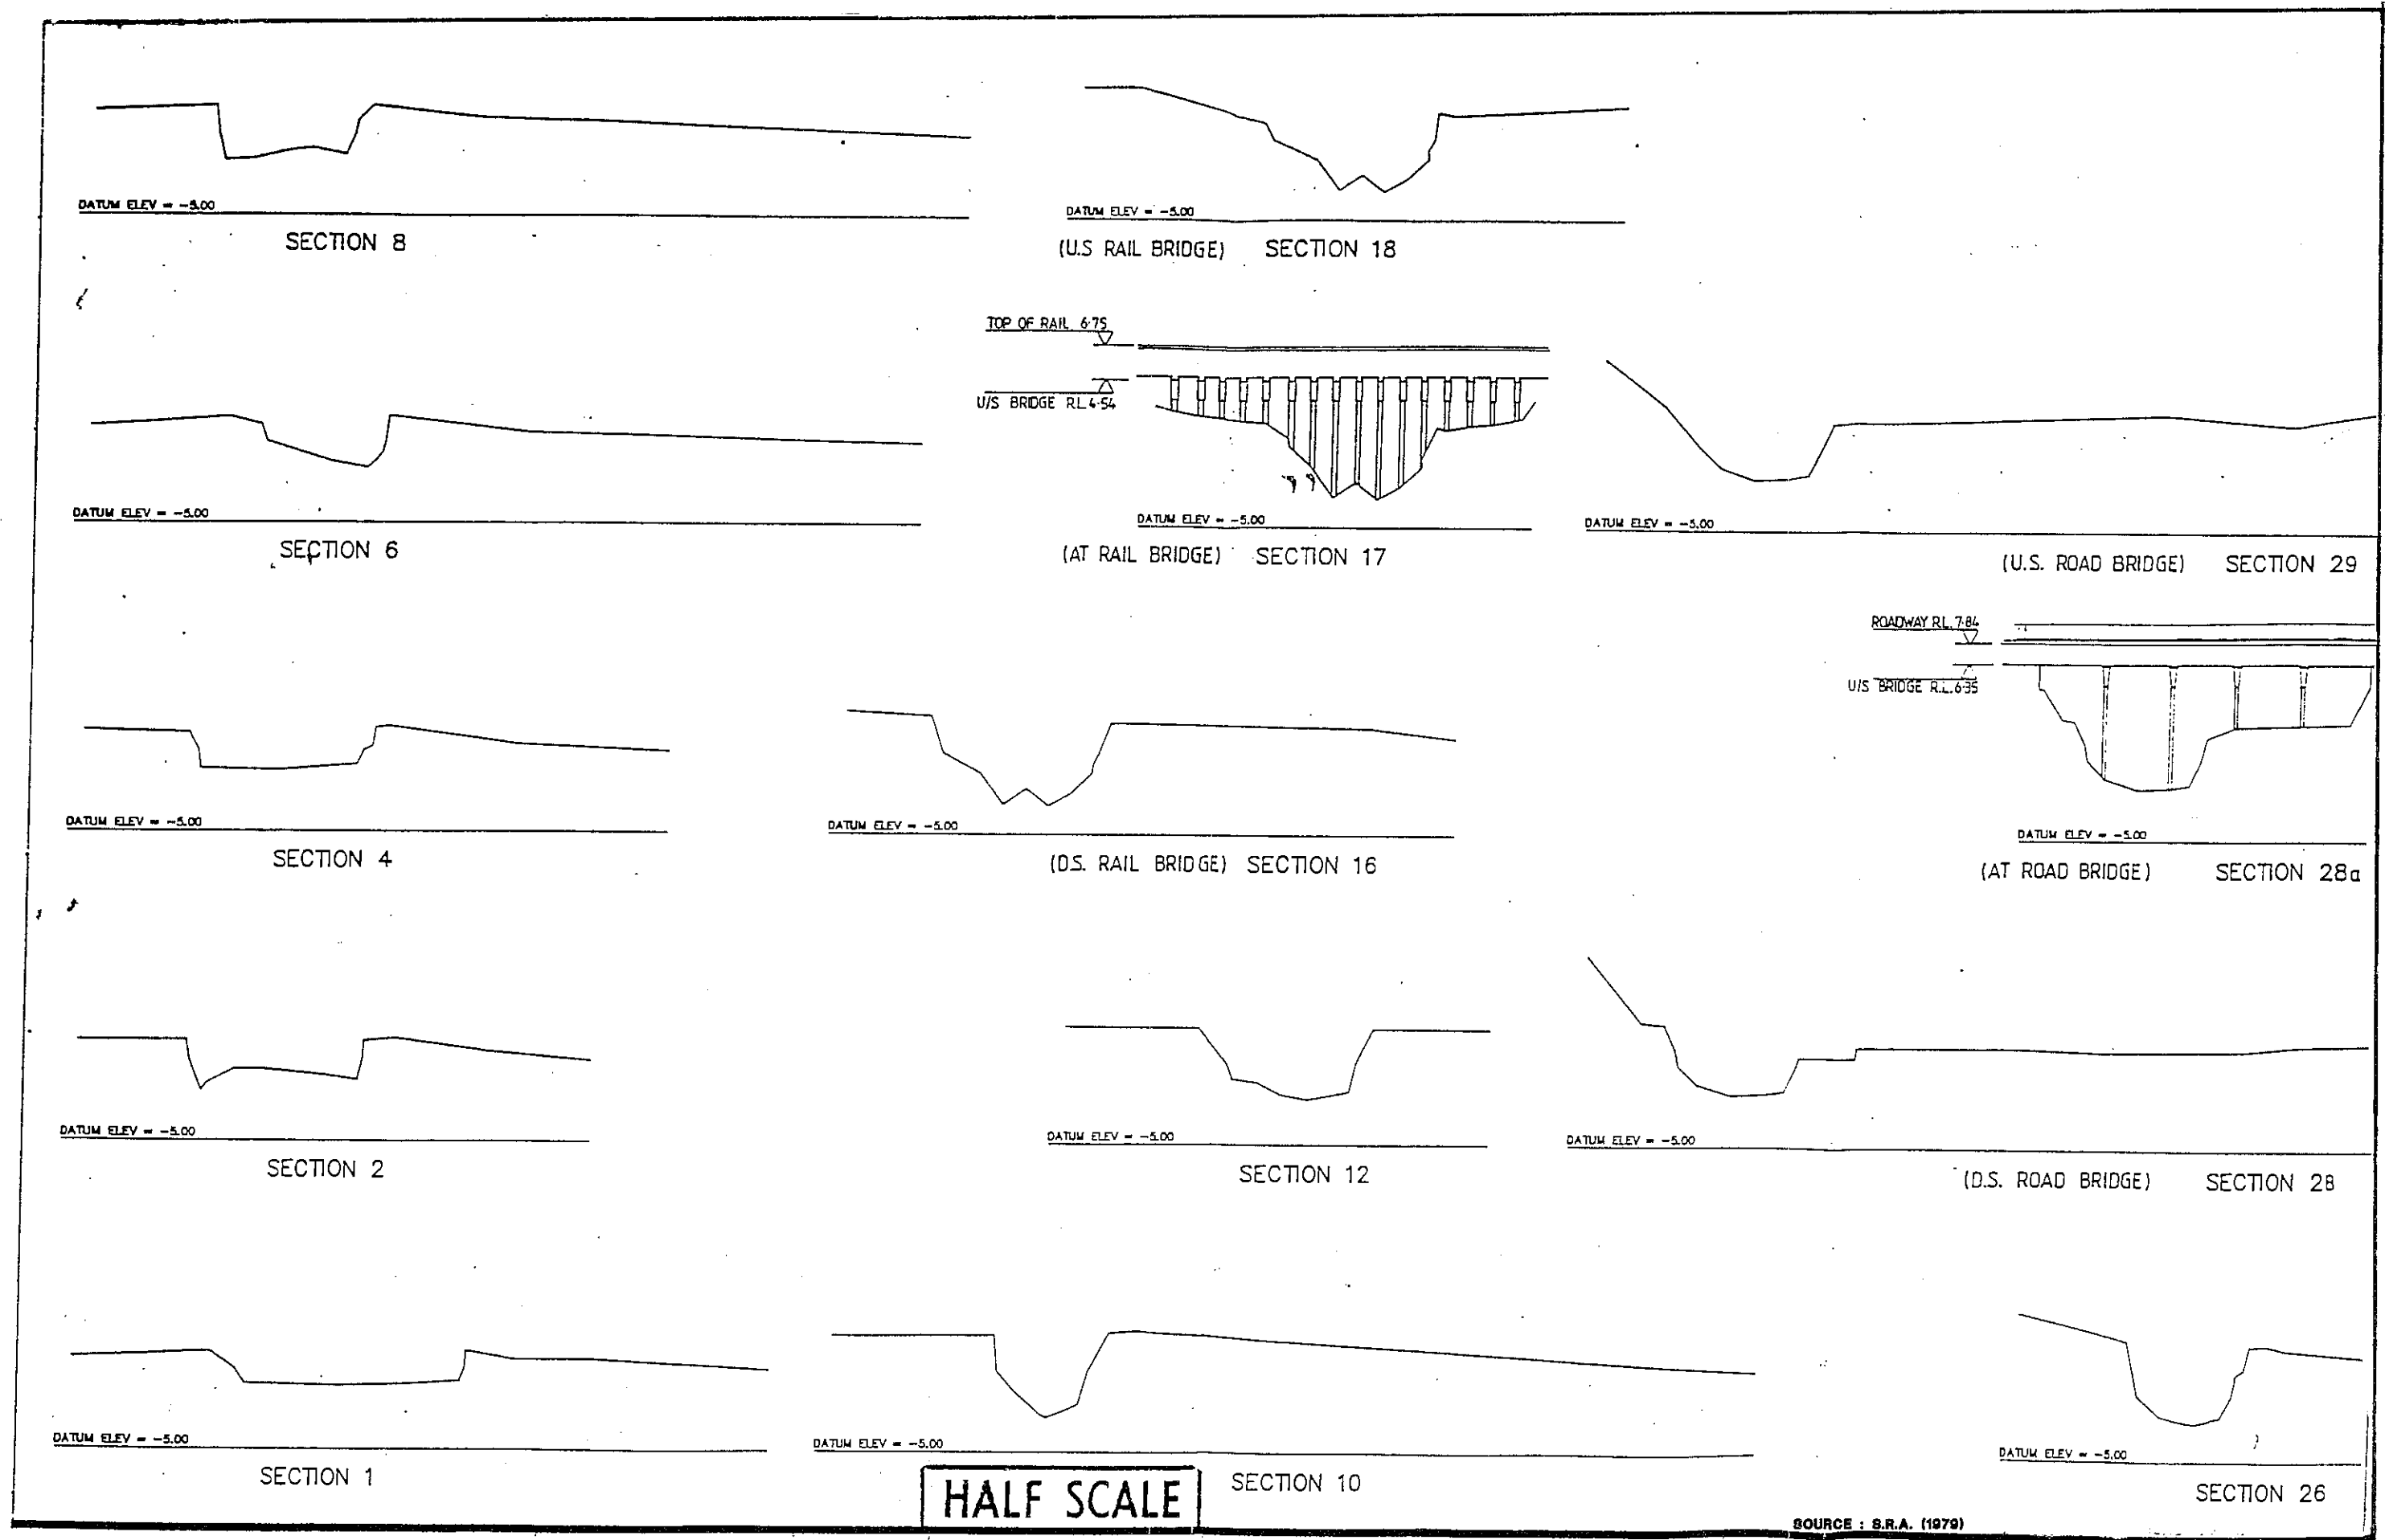 DATUM ELEV = -5.00
SECTION 8
DATUM ELEV = -5.00
(U.S RAIL BRIDGE) SECTION 18
DATUM ELEV = -5.00
SECTION 6
TOP OF RAIL 6·75
U/S BRIDGE R.L.4·54
DATUM ELEV = -5.00
(AT RAIL BRIDGE) SECTION 17
DATUM ELEV = -5.00
(U.S. ROAD BRIDGE) SECTION 29
DATUM ELEV = -5.00
SECTION 4
DATUM ELEV = -5.00
(D.S. RAIL BRIDGE) SECTION 16
ROADWAY R.L. 7·84
U/S BRIDGE R.L.6·35
DATUM ELEV = -5.00
(AT ROAD BRIDGE) SECTION 28a
DATUM ELEV = -5.00
SECTION 2
DATUM ELEV = -5.00
SECTION 12
DATUM ELEV = -5.00
(D.S. ROAD BRIDGE) SECTION 28
DATUM ELEV = -5.00
SECTION 1
DATUM ELEV = -5.00
SECTION 10
DATUM ELEV = -5.00
SECTION 26
HALF SCALE
SOURCE : S.R.A. (1979)